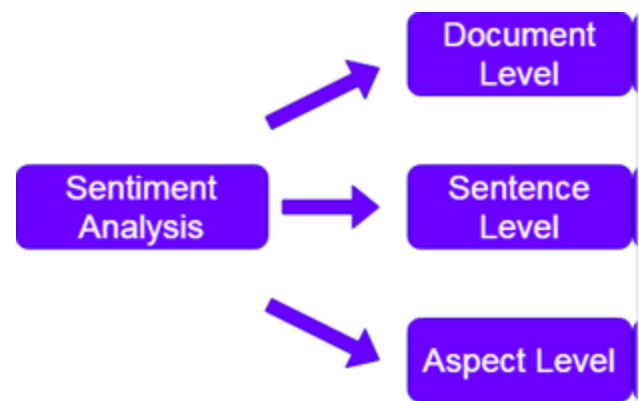 Document
Level
Sentiment
Analysis
Sentence
Level
Aspect Level